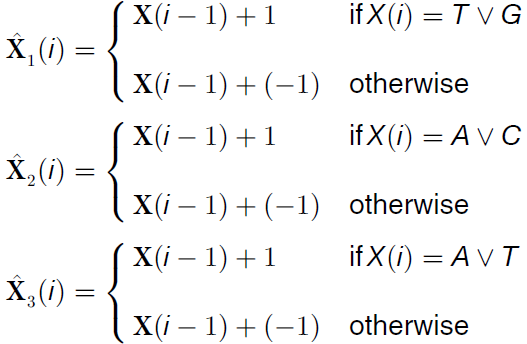 X(i − 1) + 1 if X(i) = T ∨ G
X̂₁(i) = {
X(i − 1) + (−1) otherwise
X(i − 1) + 1 if X(i) = A ∨ C
X̂₂(i) = {
X(i − 1) + (−1) otherwise
X(i − 1) + 1 if X(i) = A ∨ T
X̂₃(i) = {
X(i − 1) + (−1) otherwise